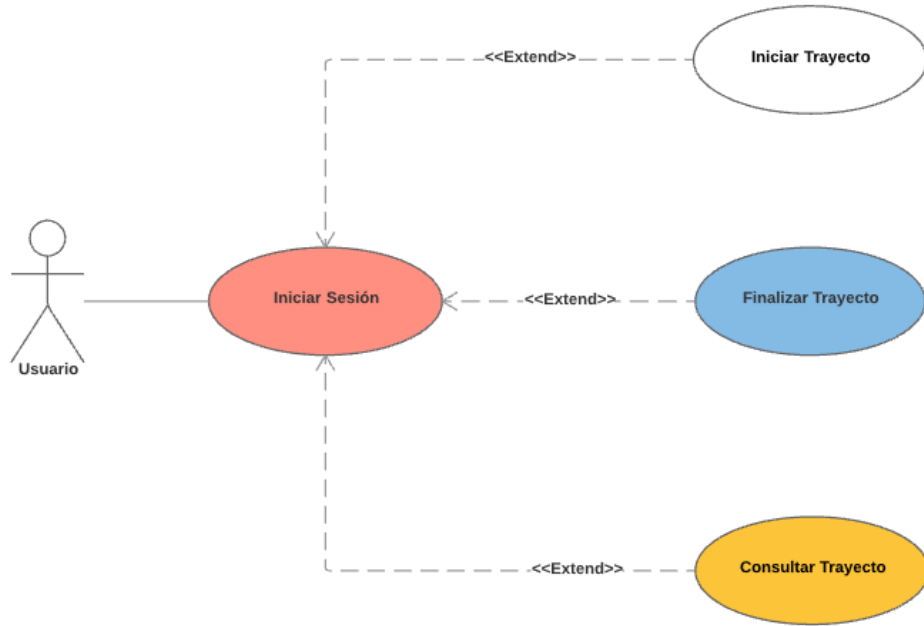 <<Extend>>
Iniciar Trayecto
Iniciar Sesión
<<Extend>>
Finalizar Trayecto
Usuario
<<Extend>>
Consultar Trayecto